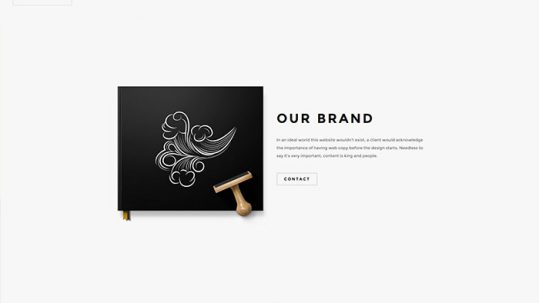 OUR BRAND
In an ideal world this website wouldn't exist, a client would acknowledge
the importance of having web copy before the design starts. Needless to
say it's very important, content is king and people.
CONTACT